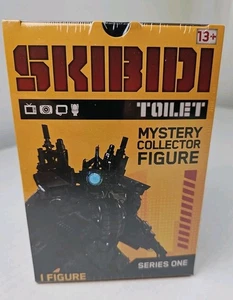 13+
SKIBIDI
TOILET
MYSTERY
COLLECTOR
FIGURE
SERIES ONE
1 FIGURE